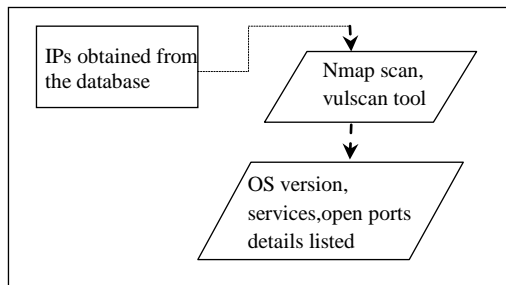 IPs obtained from
the database
Nmap scan,
vulscan tool
OS version,
services,open ports
details listed